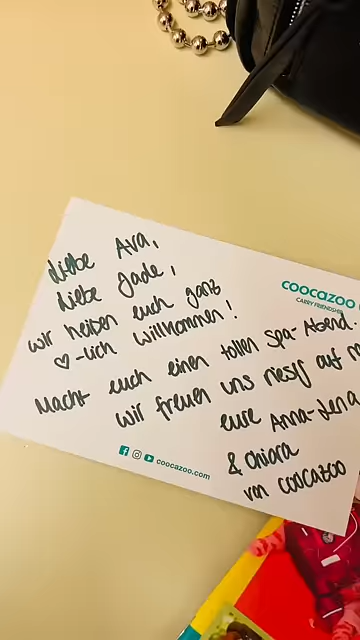 Liebe Ava,
Liebe Jade,
wir heißen euch ganz
♡-lich Willkommen!
Macht euch einen tollen Spa-Abend
wir freuen uns riesig auf
eure Anna-Lena
& Chiara
von coocazoo
coocazoo
CARRY FRIENDSHIP
coocazoo.com